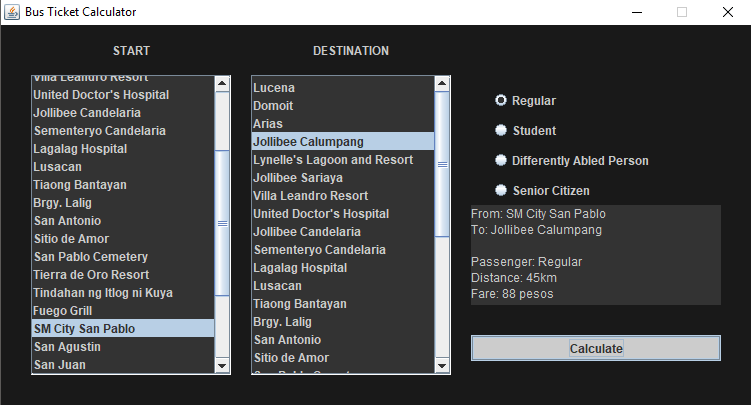 Bus Ticket Calculator
START
Villa Leandro Resort
United Doctor's Hospital
Jollibee Candelaria
Sementeryo Candelaria
Lagalag Hospital
Lusacan
Tiaong Bantayan
Brgy. Lalig
San Antonio
Sitio de Amor
San Pablo Cemetery
Tierra de Oro Resort
Tindahan ng Itlog ni Kuya
Fuego Grill
SM City San Pablo
San Agustin
San Juan
DESTINATION
Lucena
Domoit
Arias
Jollibee Calumpang
Lynelle's Lagoon and Resort
Jollibee Sariaya
Villa Leandro Resort
United Doctor's Hospital
Jollibee Candelaria
Sementeryo Candelaria
Lagalag Hospital
Lusacan
Tiaong Bantayan
Brgy. Lalig
San Antonio
Sitio de Amor
San Pablo Cemetery
Regular
Student
Differently Abled Person
Senior Citizen
From: SM City San Pablo
To: Jollibee Calumpang
Passenger: Regular
Distance: 45km
Fare: 88 pesos
Calculate